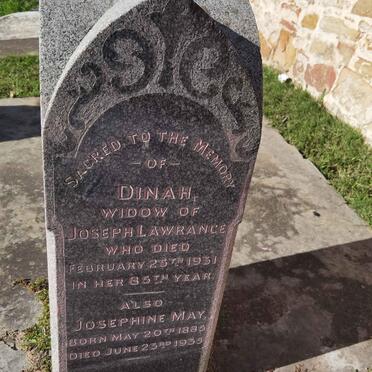 SACRED TO THE MEMORY
— OF —
DINAH,
WIDOW OF
JOSEPH LAWRANCE
WHO DIED
FEBRUARY 25TH 1931
IN HER 85TH YEAR.
ALSO
JOSEPHINE MAY,
BORN MAY 20TH 1885
DIED JUNE 23RD 1935